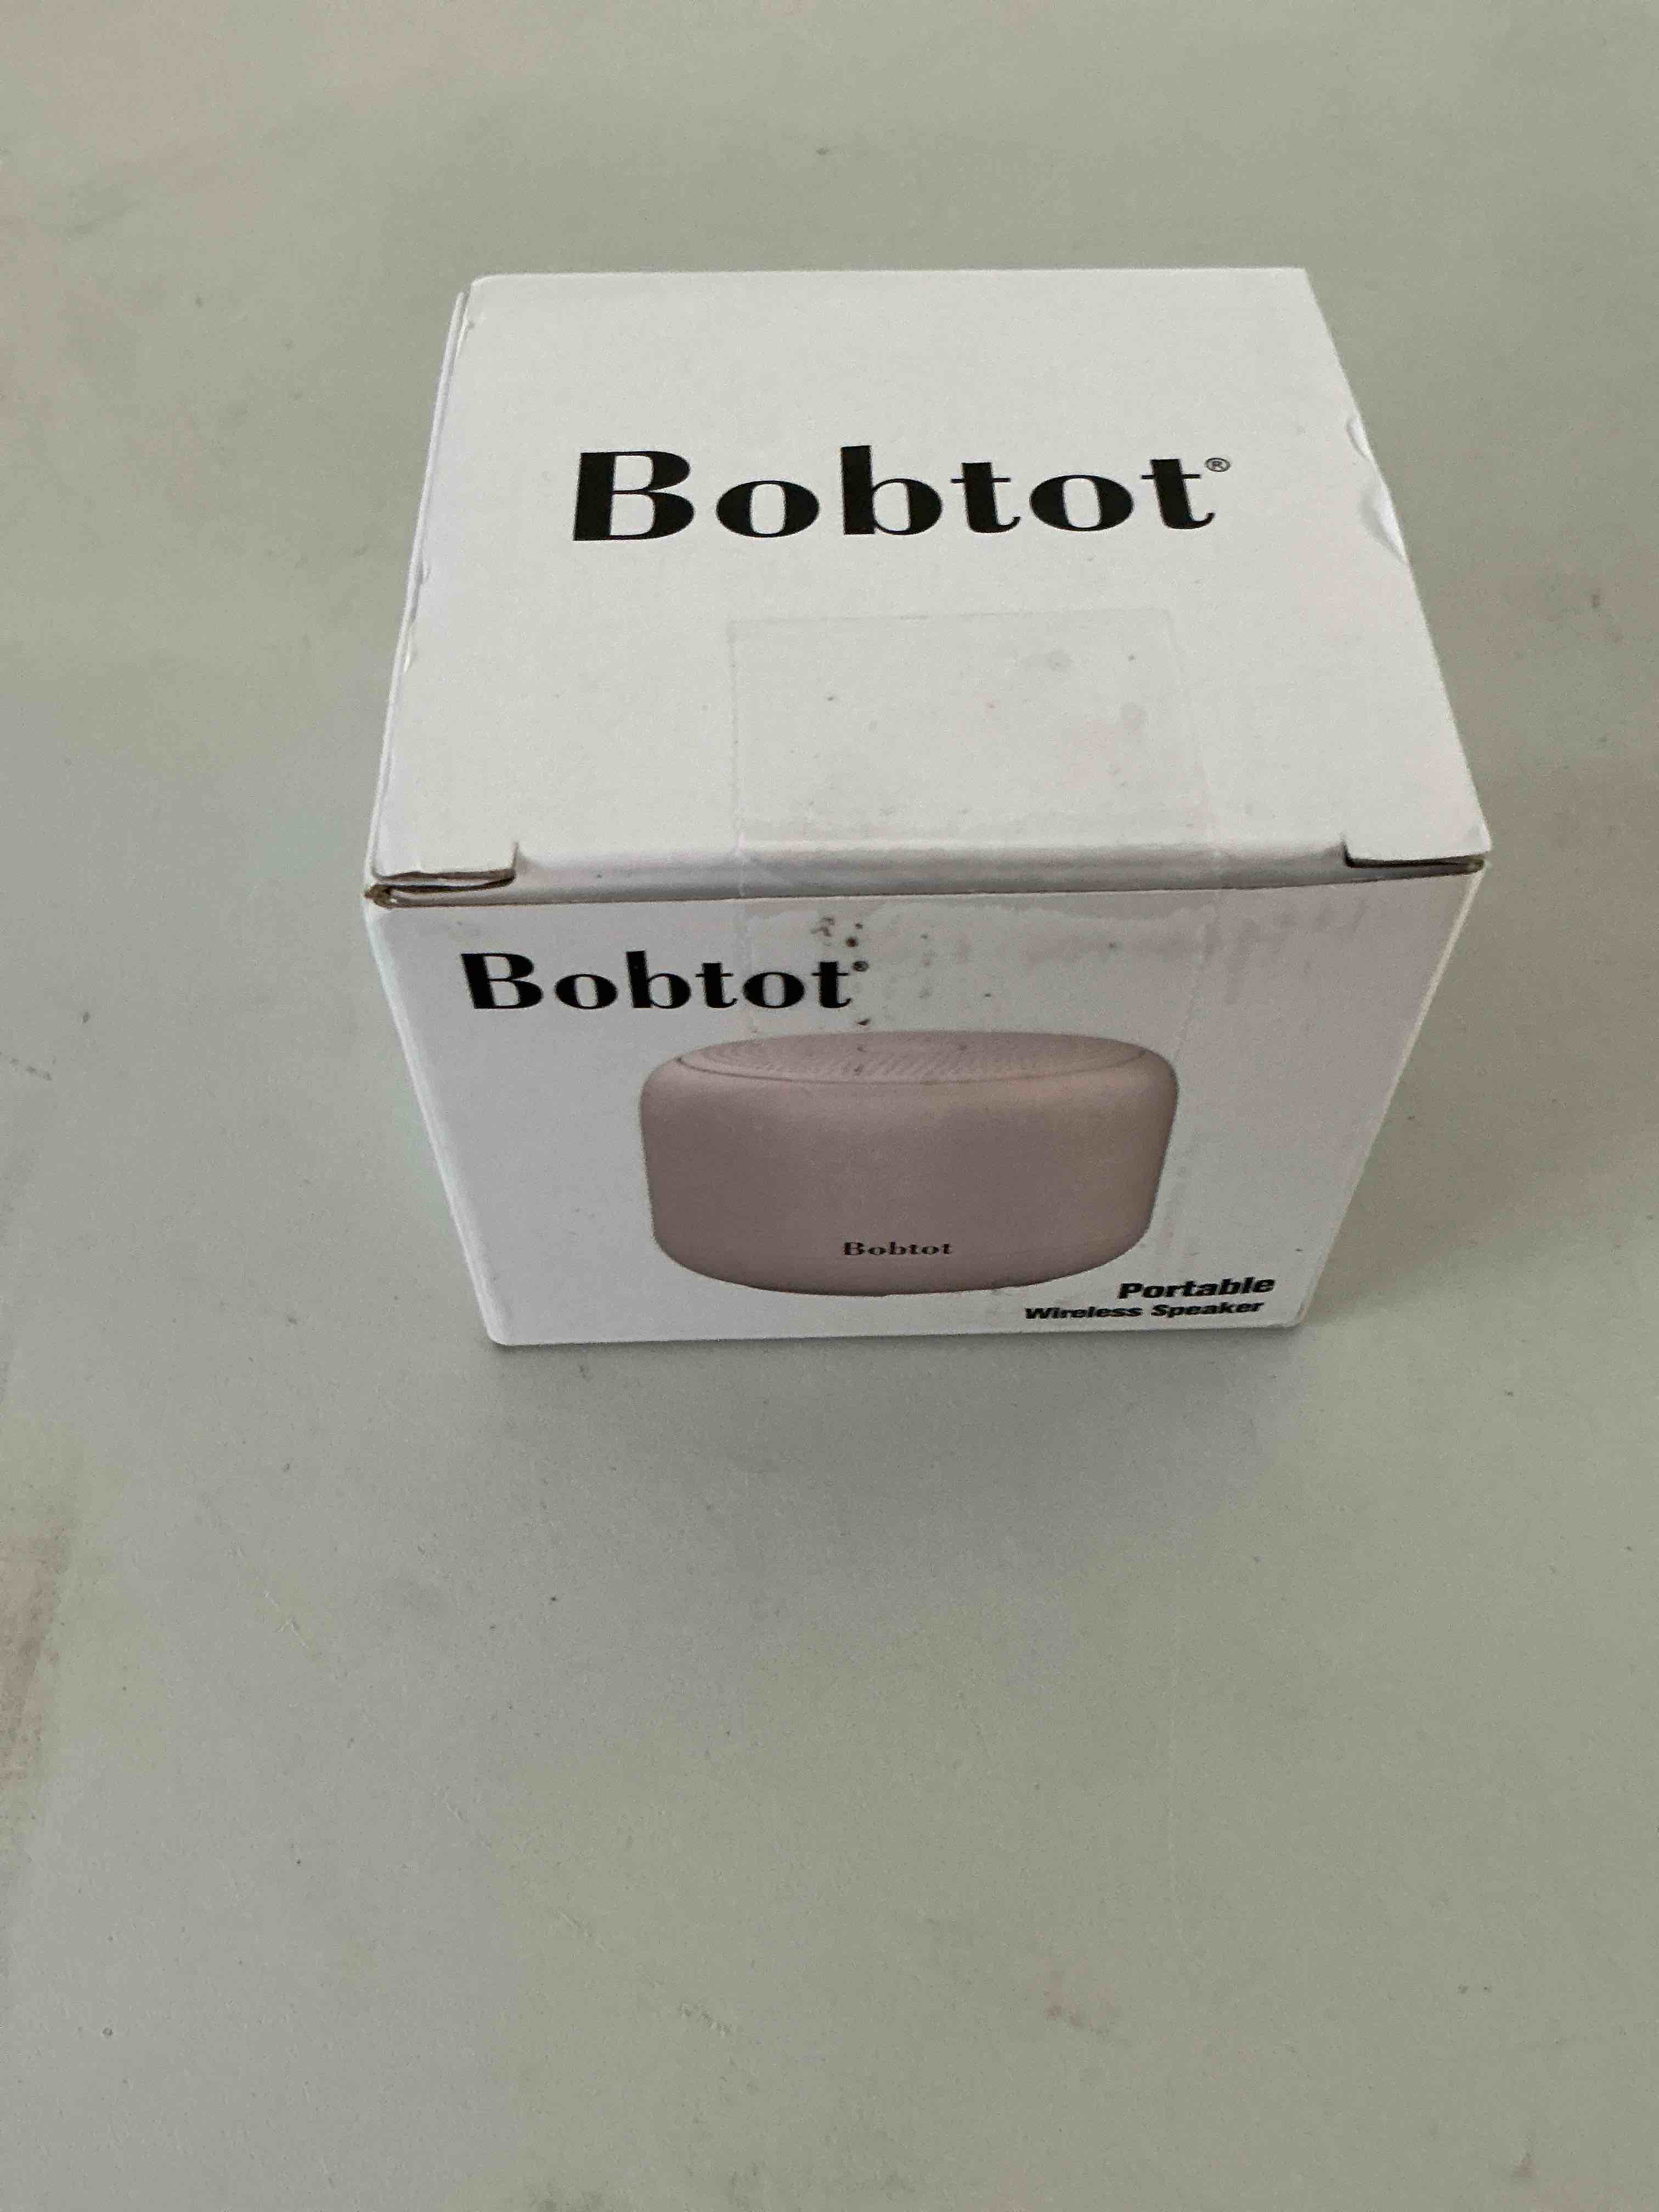 Bobtot®
Bobtot®
Bobtot
Portable
Wireless Speaker